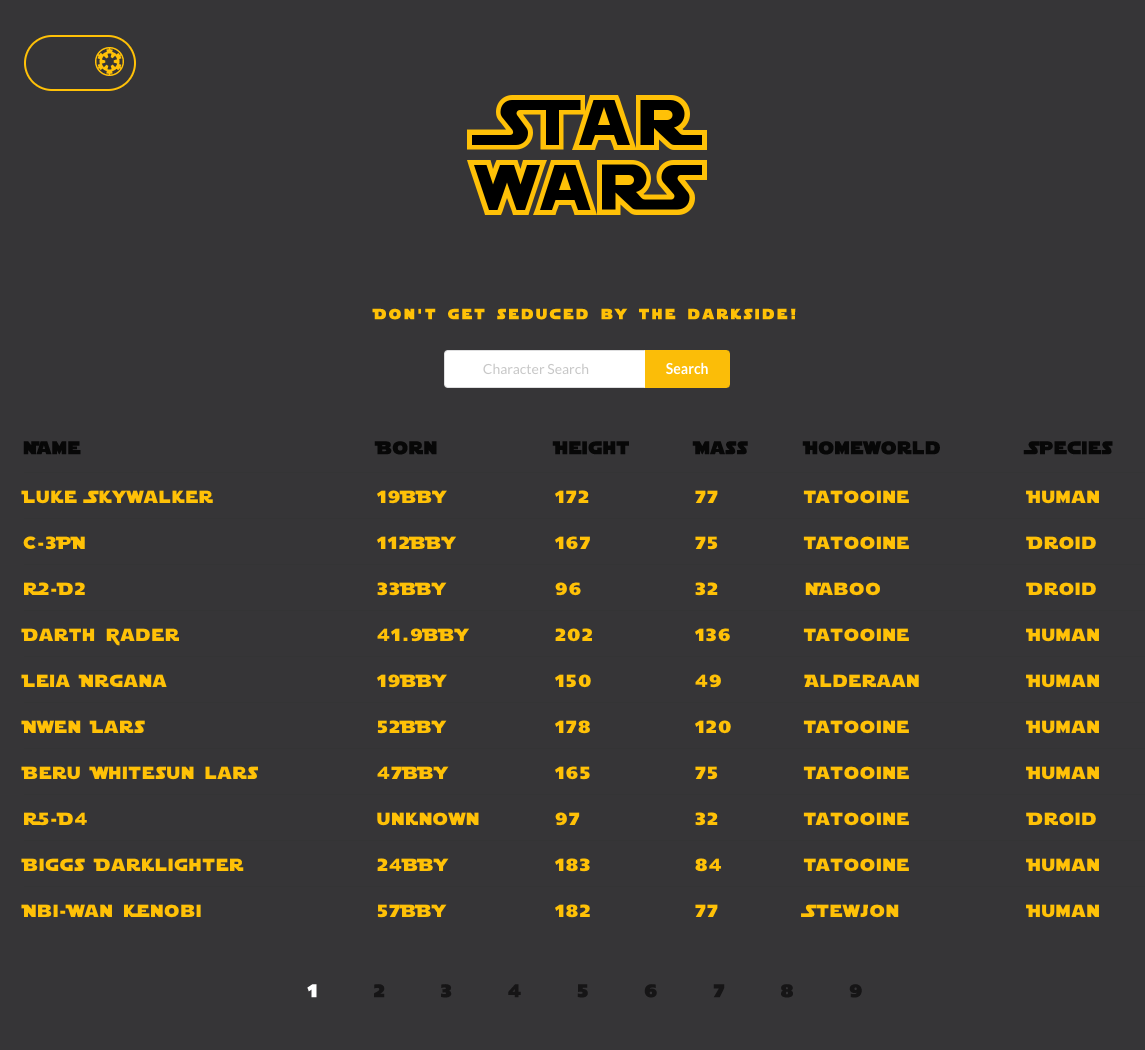 STAR
WARS
Don't get seduced by the darkside!
Character Search Search
Name Born Height Mass Homeworld Species
Luke Skywalker 19BBY 172 77 Tatooine Human
C-3PN 112BBY 167 75 Tatooine Droid
R2-D2 33BBY 96 32 Naboo Droid
Darth Rader 41.9BBY 202 136 Tatooine Human
Leia Nrgana 19BBY 150 49 Alderaan Human
Nwen Lars 52BBY 178 120 Tatooine Human
Beru Whitesun lars 47BBY 165 75 Tatooine Human
R5-D4 unknown 97 32 Tatooine Droid
Biggs Darklighter 24BBY 183 84 Tatooine Human
Nbi-Wan Kenobi 57BBY 182 77 Stewjon Human
1 2 3 4 5 6 7 8 9